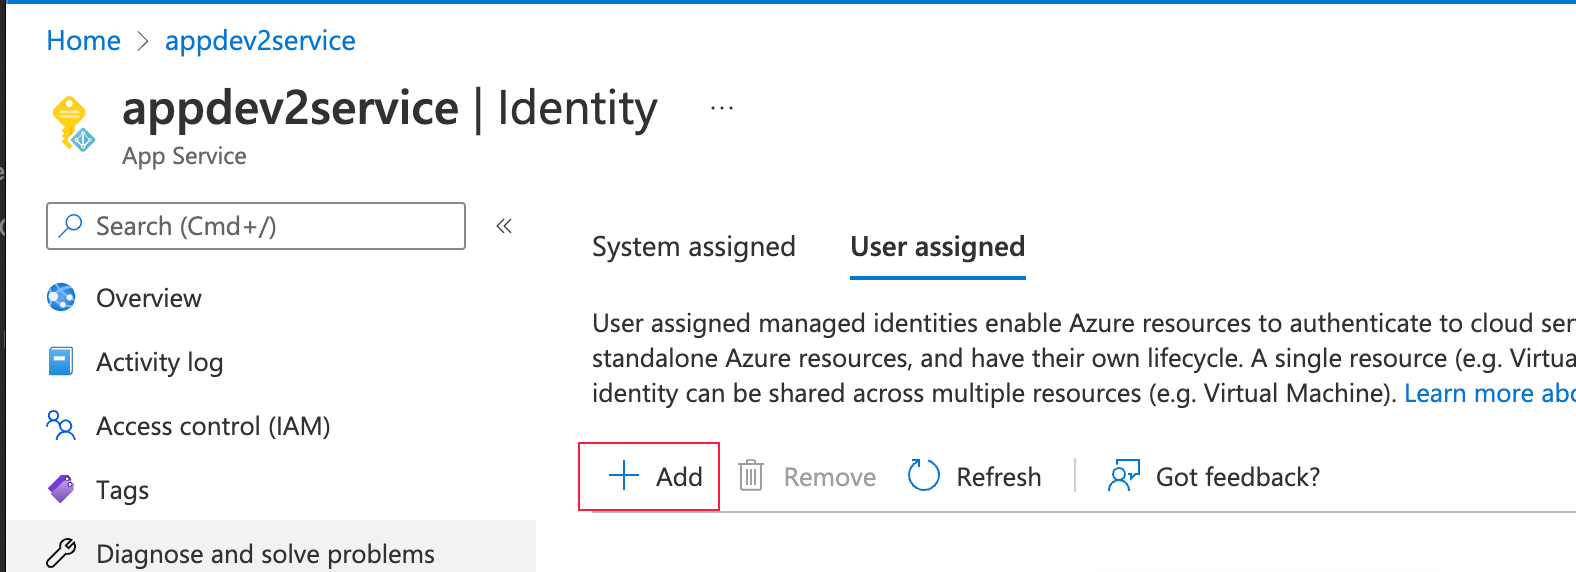 Home > appdev2service
appdev2service | Identity ...
App Service
Search (Cmd+/)
«
Overview
Activity log
Access control (IAM)
Tags
Diagnose and solve problems
System assigned
User assigned
User assigned managed identities enable Azure resources to authenticate to cloud ser
standalone Azure resources, and have their own lifecycle. A single resource (e.g. Virtua
identity can be shared across multiple resources (e.g. Virtual Machine). Learn more abo
Add
Remove
Refresh
Got feedback?